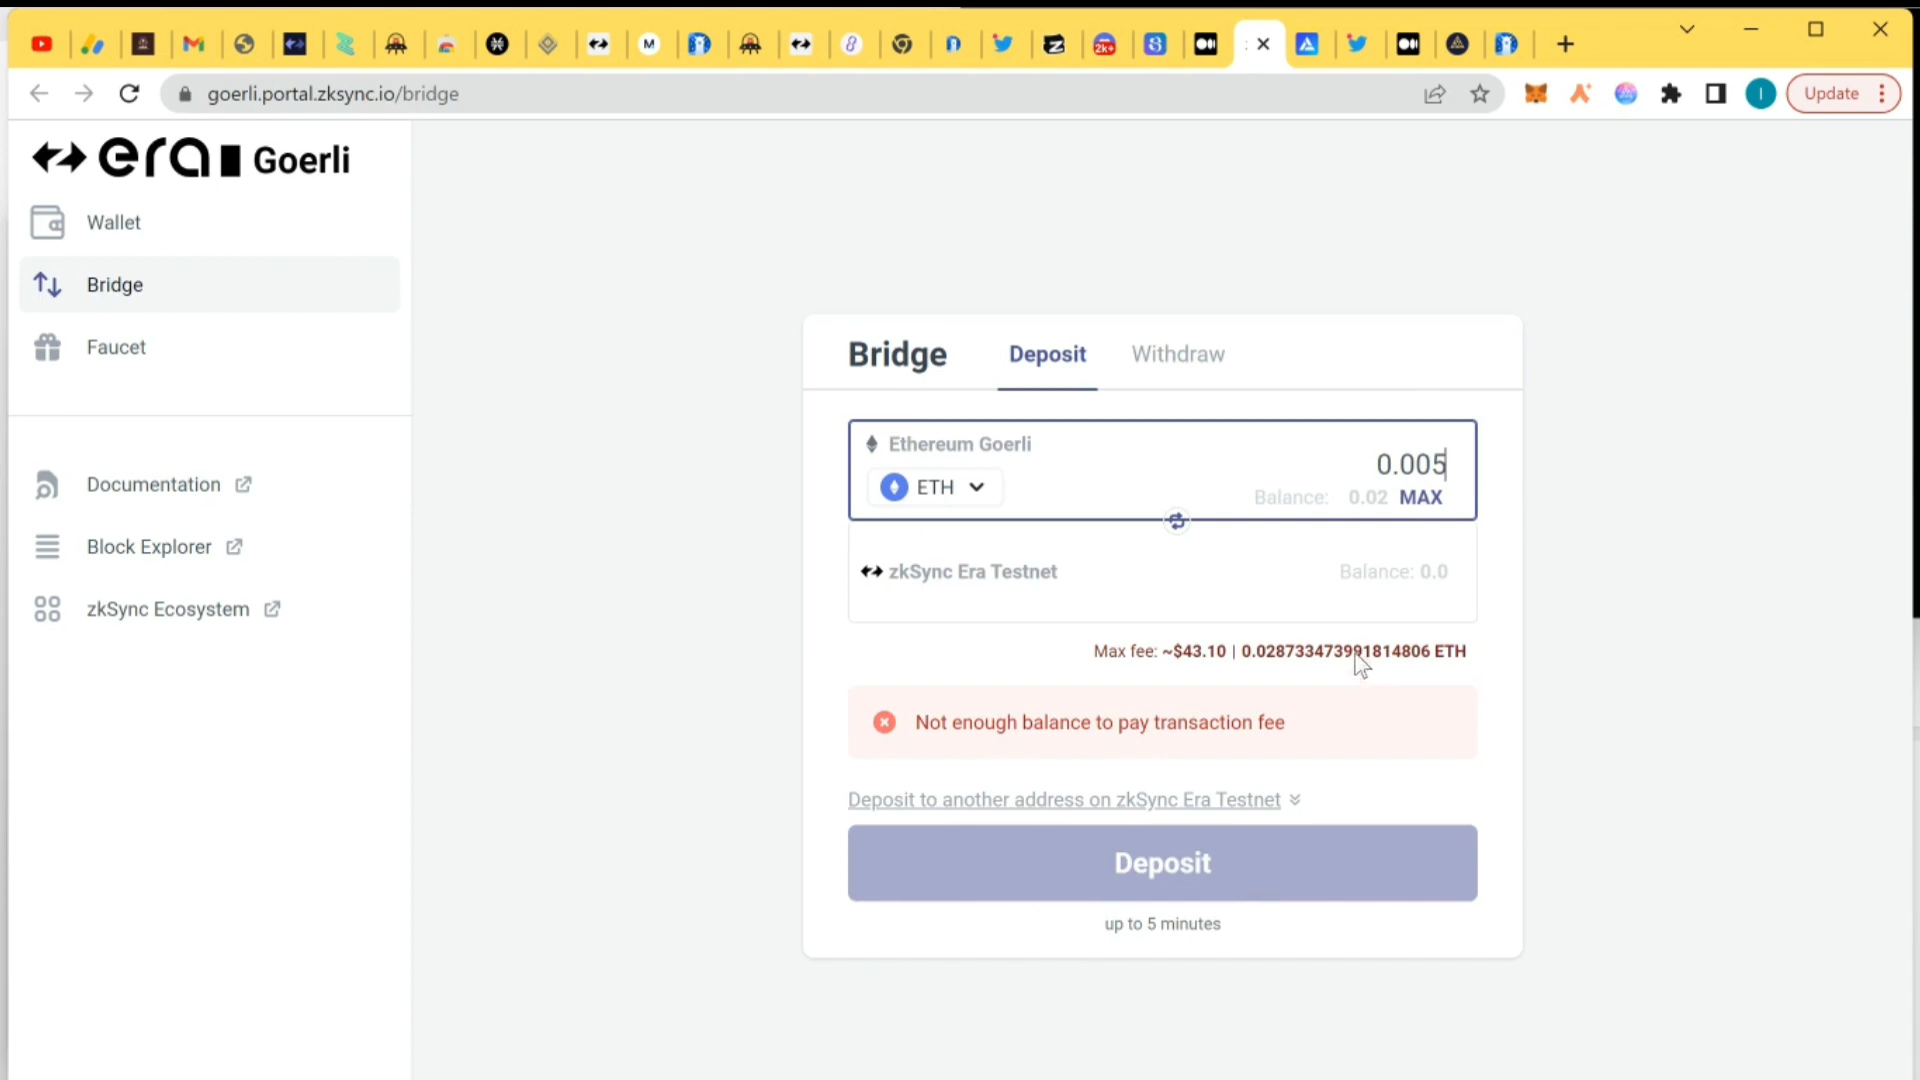 M
2k+
goerli.portal.zksync.io/bridge
I
Update
era Goerli
Wallet
Bridge
Faucet
Documentation
Block Explorer
zkSync Ecosystem
Bridge Deposit Withdraw
Ethereum Goerli
0.005
ETH
Balance: 0.02 MAX
zkSync Era Testnet
Balance: 0.0
Max fee: ~$43.10 | 0.028733473991814806 ETH
Not enough balance to pay transaction fee
Deposit to another address on zkSync Era Testnet
Deposit
up to 5 minutes